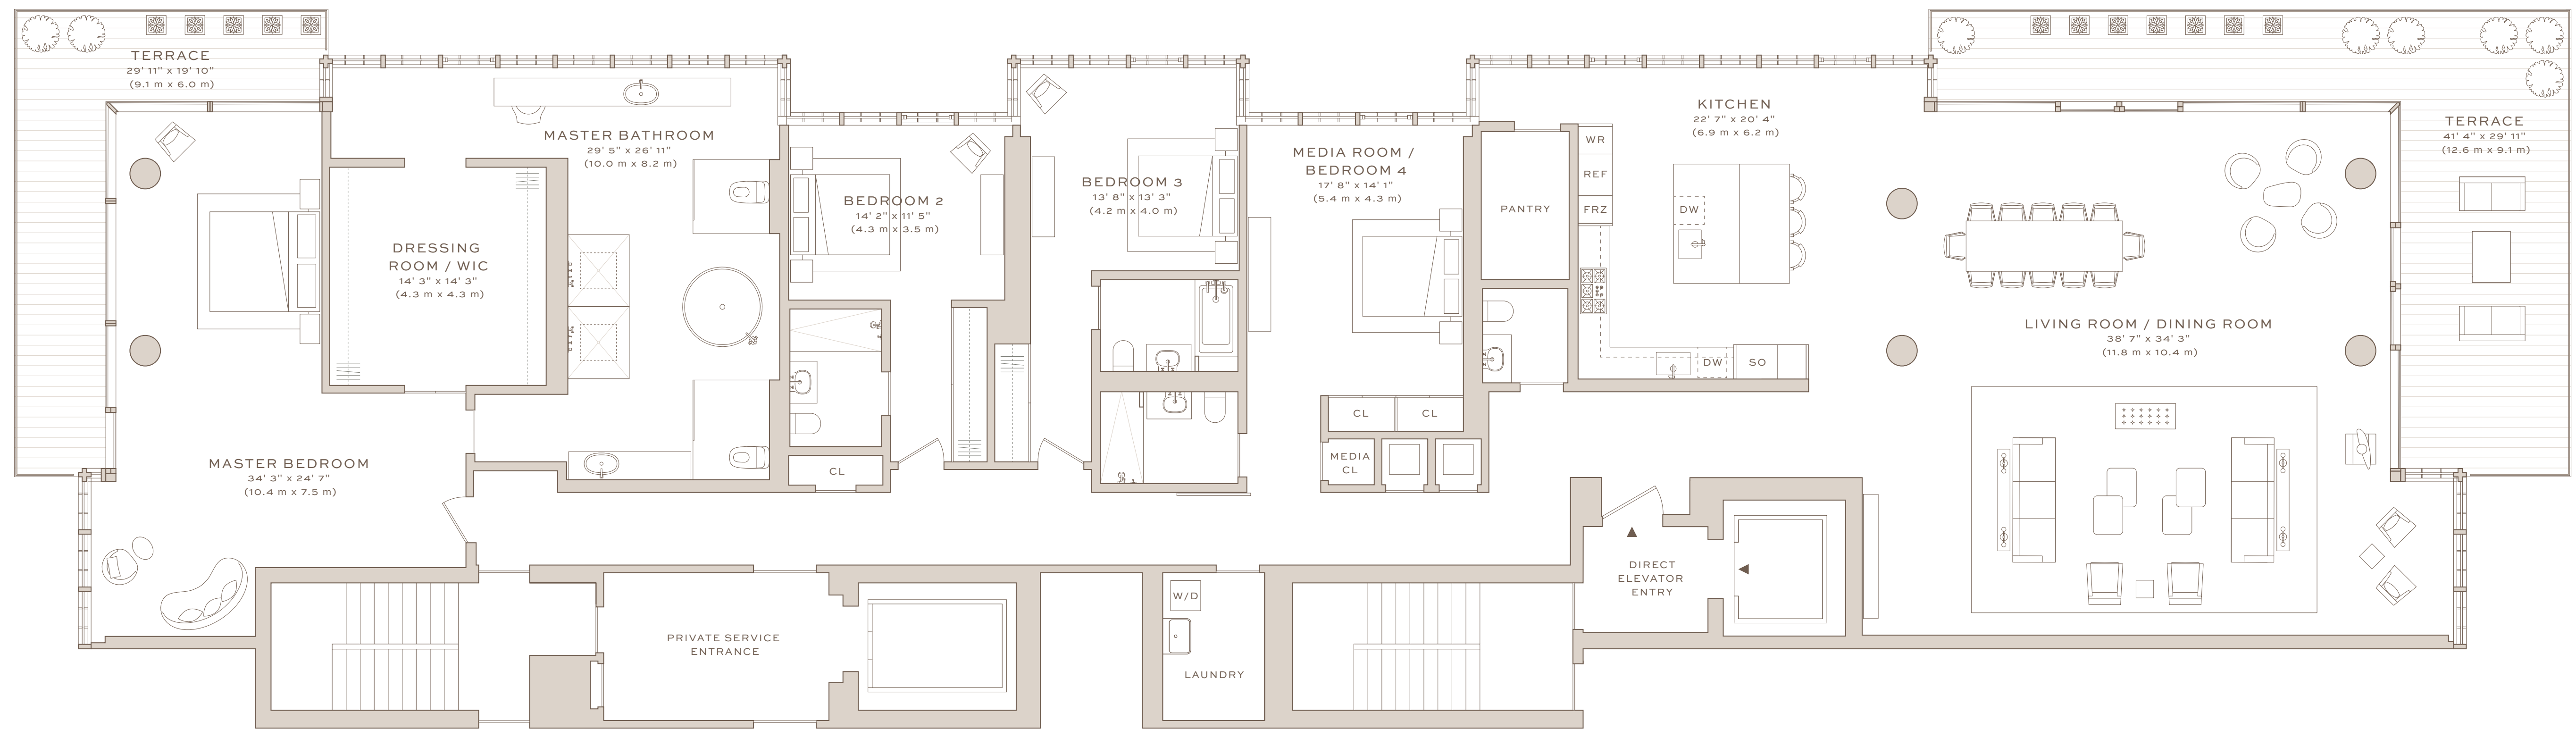 TERRACE
29' 11" x 19' 10"
(9.1 m x 6.0 m)
MASTER BATHROOM
29' 5" x 26' 11"
(10.0 m x 8.2 m)
DRESSING
ROOM / WIC
14' 3" x 14' 3"
(4.3 m x 4.3 m)
MASTER BEDROOM
34' 3" x 24' 7"
(10.4 m x 7.5 m)
BEDROOM 2
14' 2" x 11' 5"
(4.3 m x 3.5 m)
CL
BEDROOM 3
13' 8" x 13' 3"
(4.2 m x 4.0 m)
MEDIA ROOM /
BEDROOM 4
17' 8" x 14' 1"
(5.4 m x 4.3 m)
CL
CL
MEDIA
CL
PANTRY
KITCHEN
22' 7" x 20' 4"
(6.9 m x 6.2 m)
WR
REF
FRZ
DW
DW
SO
LIVING ROOM / DINING ROOM
38' 7" x 34' 3"
(11.8 m x 10.4 m)
TERRACE
41' 4" x 29' 11"
(12.6 m x 9.1 m)
PRIVATE SERVICE
ENTRANCE
W/D
LAUNDRY
DIRECT
ELEVATOR
ENTRY